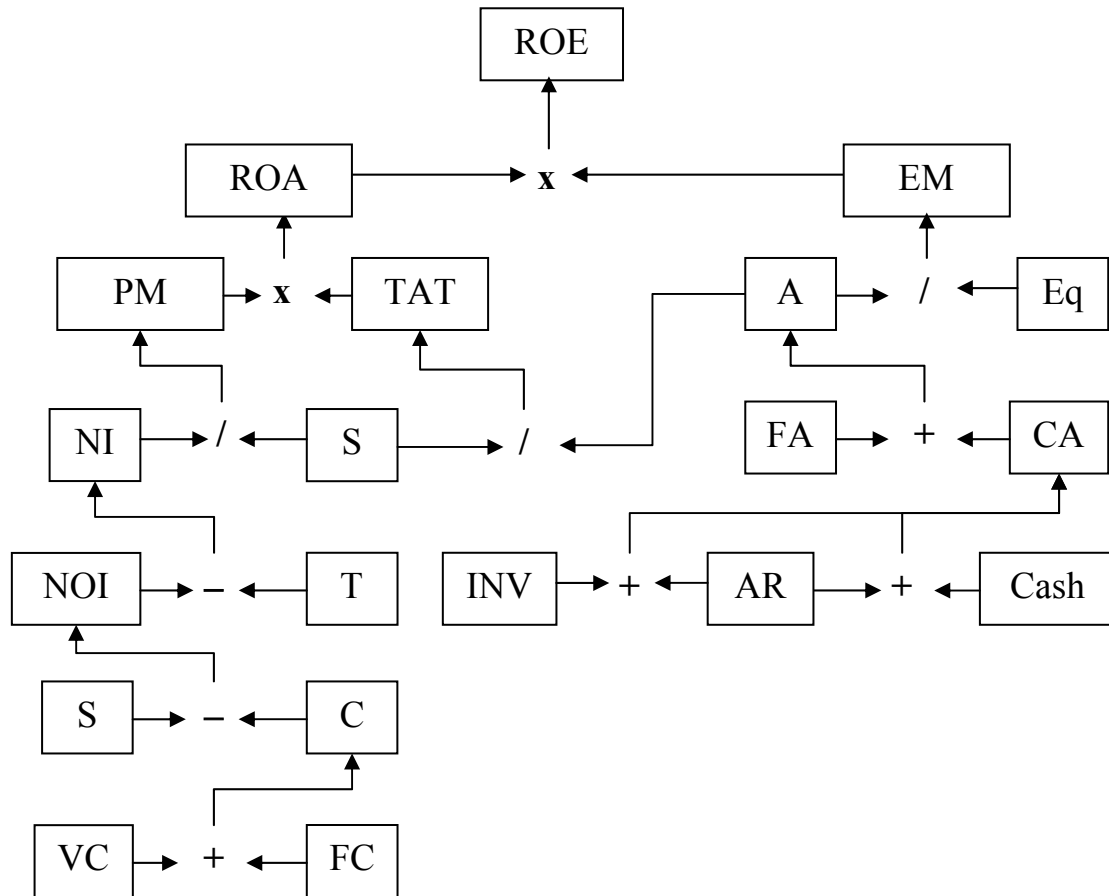 ROE
ROA x EM
PM x TAT A / Eq
NI / S / FA + CA
NOI – T INV + AR + Cash
S – C
VC + FC